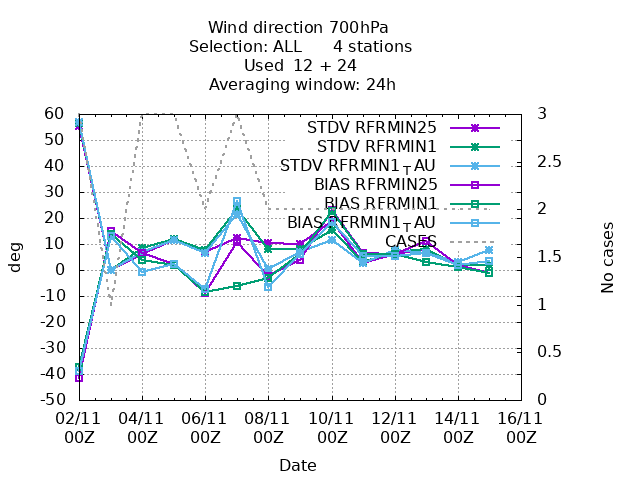 Wind direction 700hPa
Selection: ALL 4 stations
Used 12 + 24
Averaging window: 24h
60
50
40
30
20
10
0
-10
-20
-30
-40
-50
deg
3
2.5
2
1.5
1
0.5
0
No cases
STDV RFRMIN25
STDV RFRMIN1
STDV RFRMIN1TAU
BIAS RFRMIN25
BIAS RFRMIN1
BIAS RFRMIN1TAU
CASES
02/11 04/11 06/11 08/11 10/11 12/11 14/11 16/11
00Z 00Z 00Z 00Z 00Z 00Z 00Z 00Z
Date